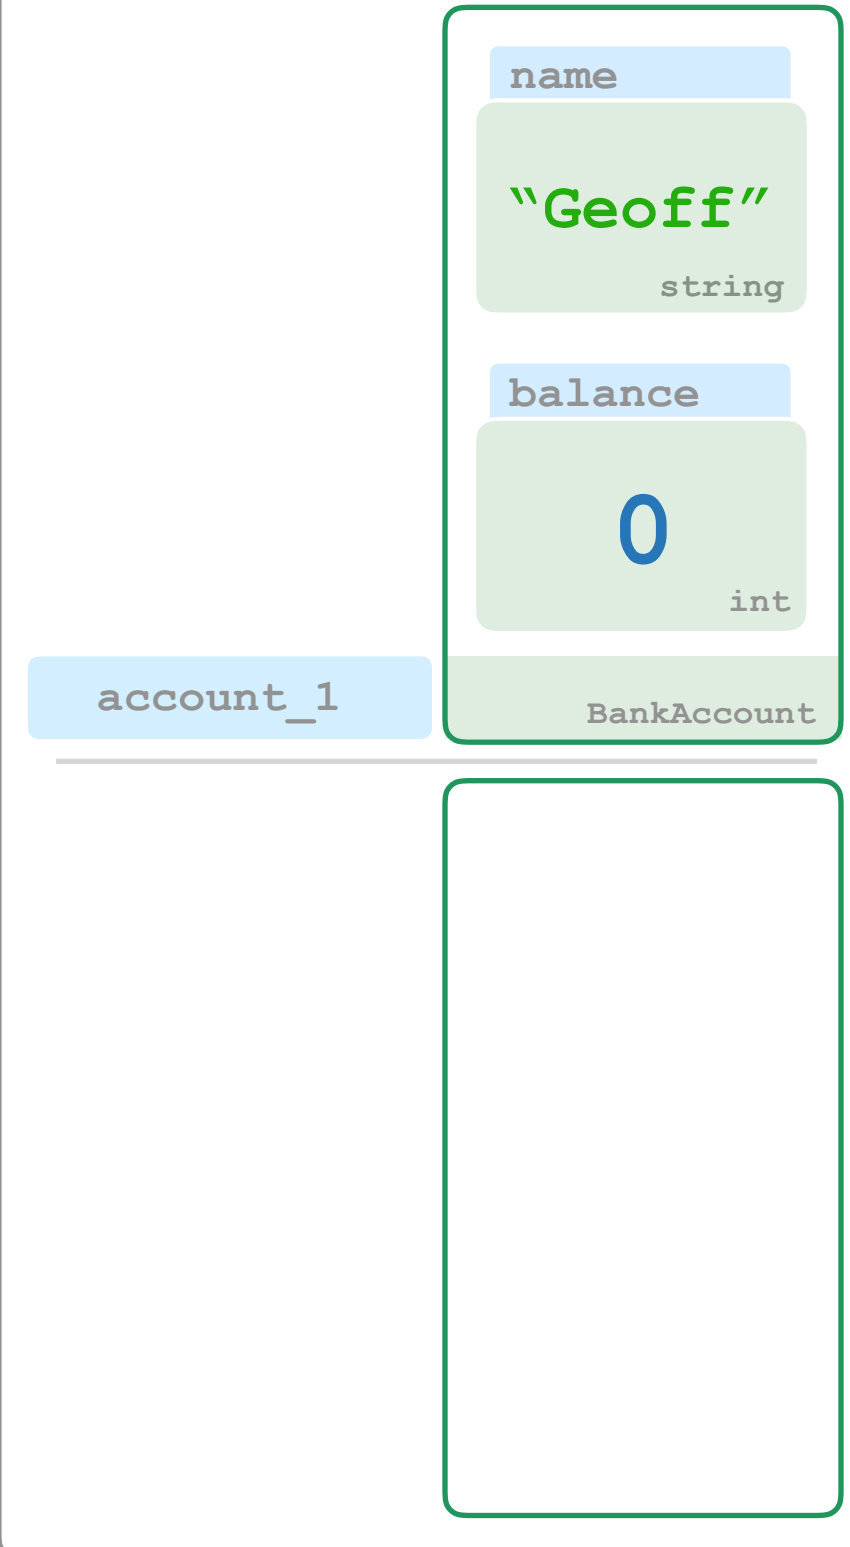 name
“Geoff”
string
balance
0
int
account_1
BankAccount